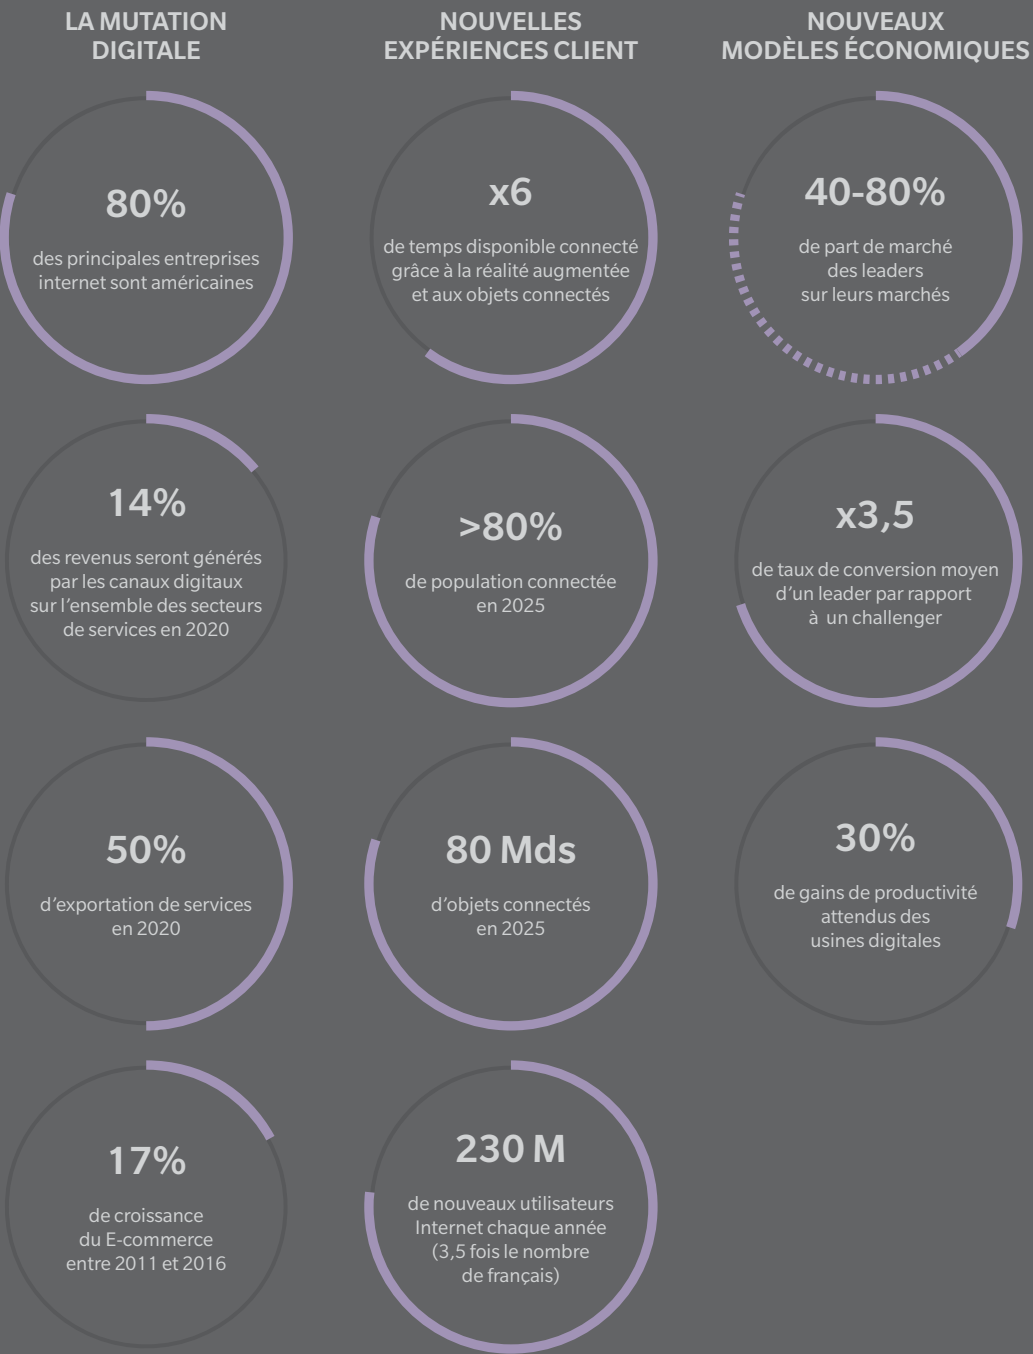 LA MUTATION
DIGITALE
80%
des principales entreprises
internet sont américaines
14%
des revenus seront générés
par les canaux digitaux
sur l’ensemble des secteurs
de services en 2020
50%
d’exportation de services
en 2020
17%
de croissance
du E-commerce
entre 2011 et 2016
NOUVELLES
EXPÉRIENCES CLIENT
x6
de temps disponible connecté
grâce à la réalité augmentée
et aux objets connectés
>80%
de population connectée
en 2025
80 Mds
d’objets connectés
en 2025
230 M
de nouveaux utilisateurs
Internet chaque année
(3,5 fois le nombre
de français)
NOUVEAUX
MODÈLES ÉCONOMIQUES
40-80%
de part de marché
des leaders
sur leurs marchés
x3,5
de taux de conversion moyen
d’un leader par rapport
à un challenger
30%
de gains de productivité
attendus des
usines digitales